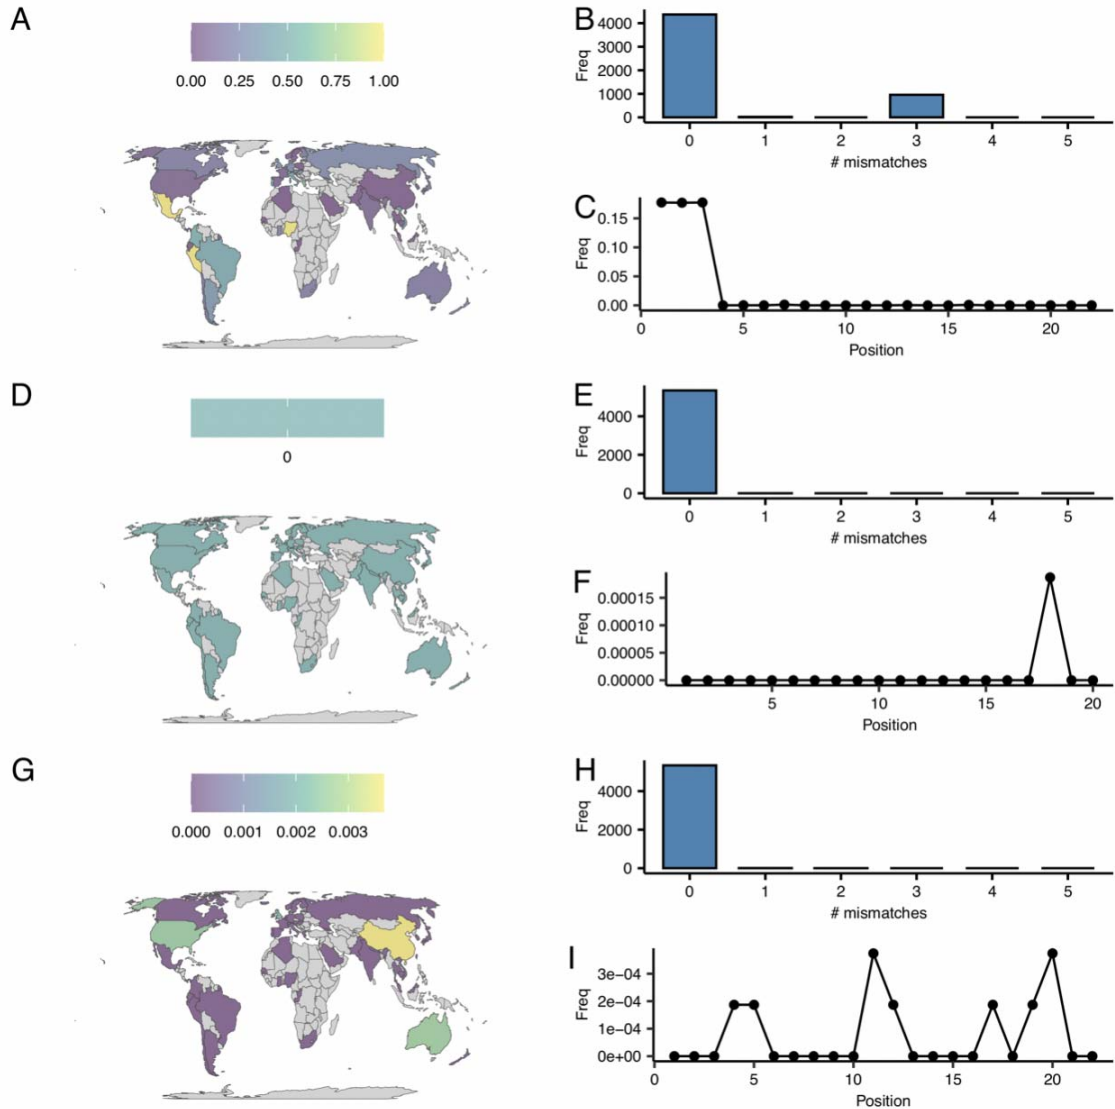 A
0.00 0.25 0.50 0.75 1.00
B
Freq
4000
3000
2000
1000
0
0 1 2 3 4 5
# mismatches
C
Freq
0.15
0.10
0.05
0.00
0 5 10 15 20
Position
D
0
E
Freq
4000
2000
0
0 1 2 3 4 5
# mismatches
F
Freq
0.00015
0.00010
0.00005
0.00000
5 10 15 20
Position
G
0.000 0.001 0.002 0.003
H
Freq
4000
2000
0
0 1 2 3 4 5
# mismatches
I
Freq
3e−04
2e−04
1e−04
0e+00
0 5 10 15 20
Position